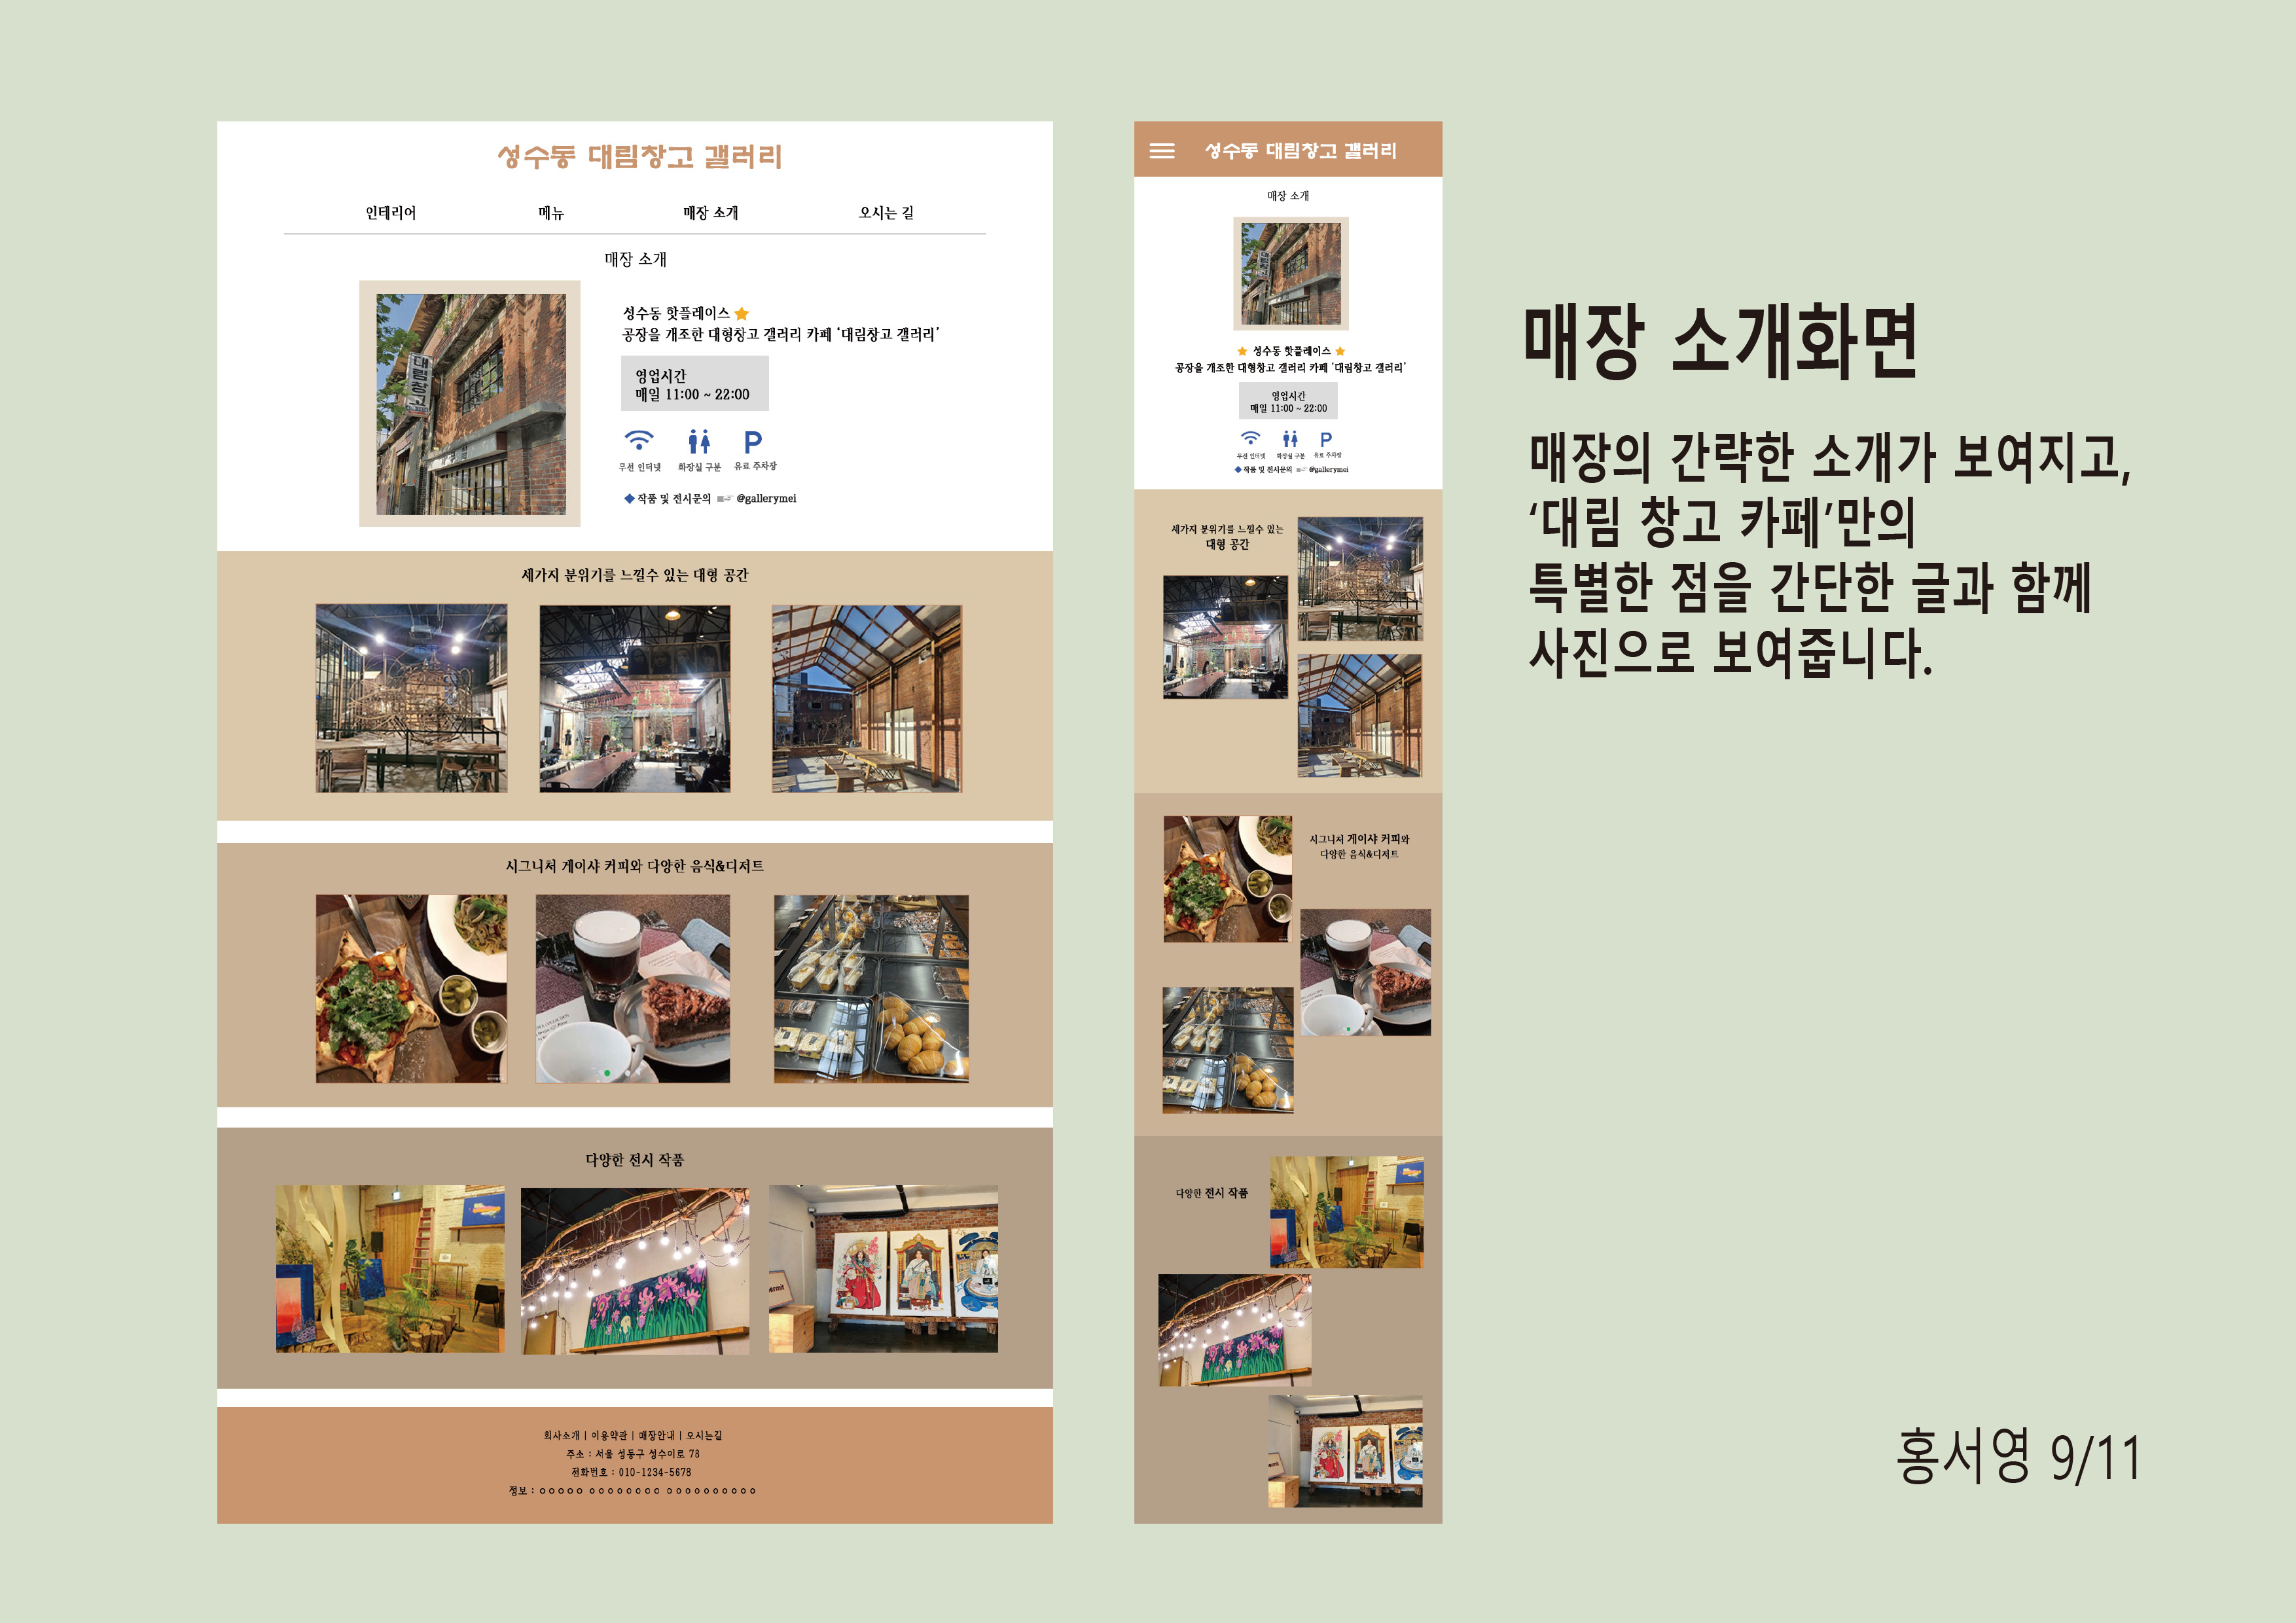 성수동 대림창고 갤러리
인테리어 메뉴 매장 소개 오시는 길
매장 소개
대림창고
성수동 핫플레이스
공장을 개조한 대형창고 갤러리 카페 ‘대림창고 갤러리’
영업시간
매일 11:00 ~ 22:00
무선 인터넷 화장실 구분 유료 주차장
작품 및 전시문의 @gallerymei
세가지 분위기를 느낄수 있는 대형 공간
시그니처 게이샤 커피와 다양한 음식&디저트
다양한 전시 작품
회사소개 | 이용약관 | 매장안내 | 오시는길
주소 : 서울 성동구 성수이로 78
전화번호 : 010-1234-5678
정보 : ㅇㅇㅇㅇㅇ ㅇㅇㅇㅇㅇㅇㅇㅇ ㅇㅇㅇㅇㅇㅇㅇㅇㅇㅇ
성수동 대림창고 갤러리
매장 소개
대림창고
성수동 핫플레이스
공장을 개조한 대형창고 갤러리 카페 ‘대림창고 갤러리’
영업시간
매일 11:00 ~ 22:00
무선 인터넷 화장실 구분 유료 주차장
작품 및 전시문의 @gallerymei
세가지 분위기를 느낄수 있는
대형 공간
시그니처 게이샤 커피와
다양한 음식&디저트
다양한 전시 작품
매장 소개화면
매장의 간략한 소개가 보여지고,
‘대림 창고 카페’만의
특별한 점을 간단한 글과 함께
사진으로 보여줍니다.
홍서영 9/11